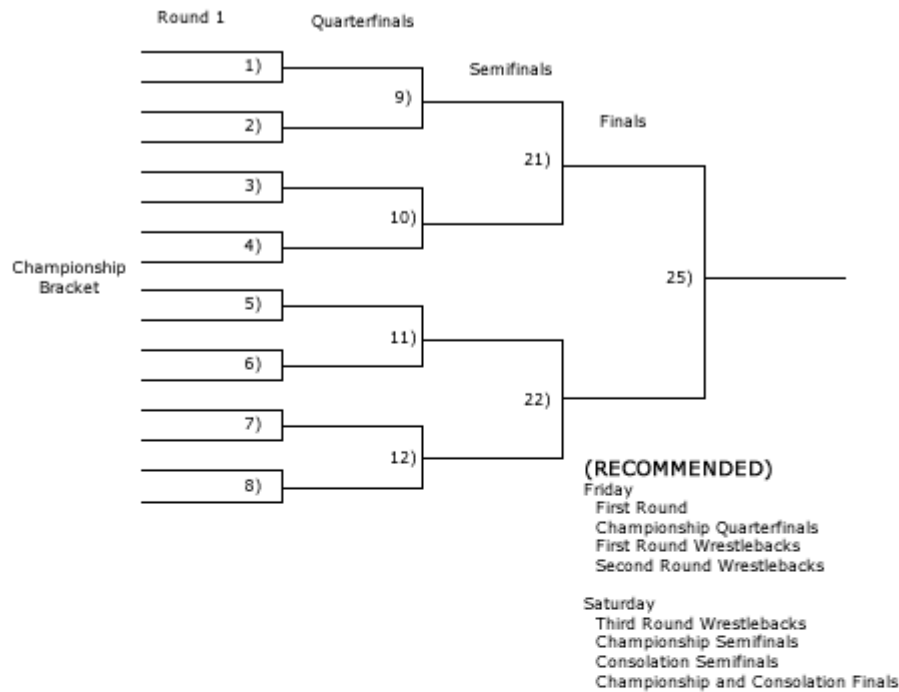 Round 1
Quarterfinals
Semifinals
Finals
1)
2)
3)
4)
5)
6)
7)
8)
9)
10)
11)
12)
21)
22)
25)
Championship
Bracket
(RECOMMENDED)
Friday
First Round
Championship Quarterfinals
First Round Wrestlebacks
Second Round Wrestlebacks
Saturday
Third Round Wrestlebacks
Championship Semifinals
Consolation Semifinals
Championship and Consolation Finals